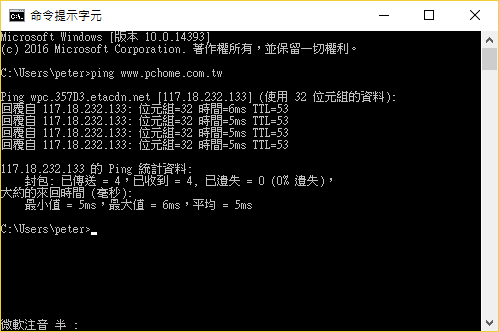 命令提示字元
Microsoft Windows [版本 10.0.14393]
(c) 2016 Microsoft Corporation. 著作權所有，並保留一切權利。
C:\Users\peter>ping www.pchome.com.tw
Ping wpc.357D3.etacdn.net [117.18.232.133] (使用 32 位元組的資料):
回覆自 117.18.232.133: 位元組=32 時間=6ms TTL=53
回覆自 117.18.232.133: 位元組=32 時間=5ms TTL=53
回覆自 117.18.232.133: 位元組=32 時間=5ms TTL=53
回覆自 117.18.232.133: 位元組=32 時間=5ms TTL=53
117.18.232.133 的 Ping 統計資料:
封包: 已傳送 = 4，已收到 = 4, 已遺失 = 0 (0% 遺失)，
大約的來回時間 (毫秒):
最小值 = 5ms，最大值 = 6ms，平均 = 5ms
C:\Users\peter>
微軟注音 半 :